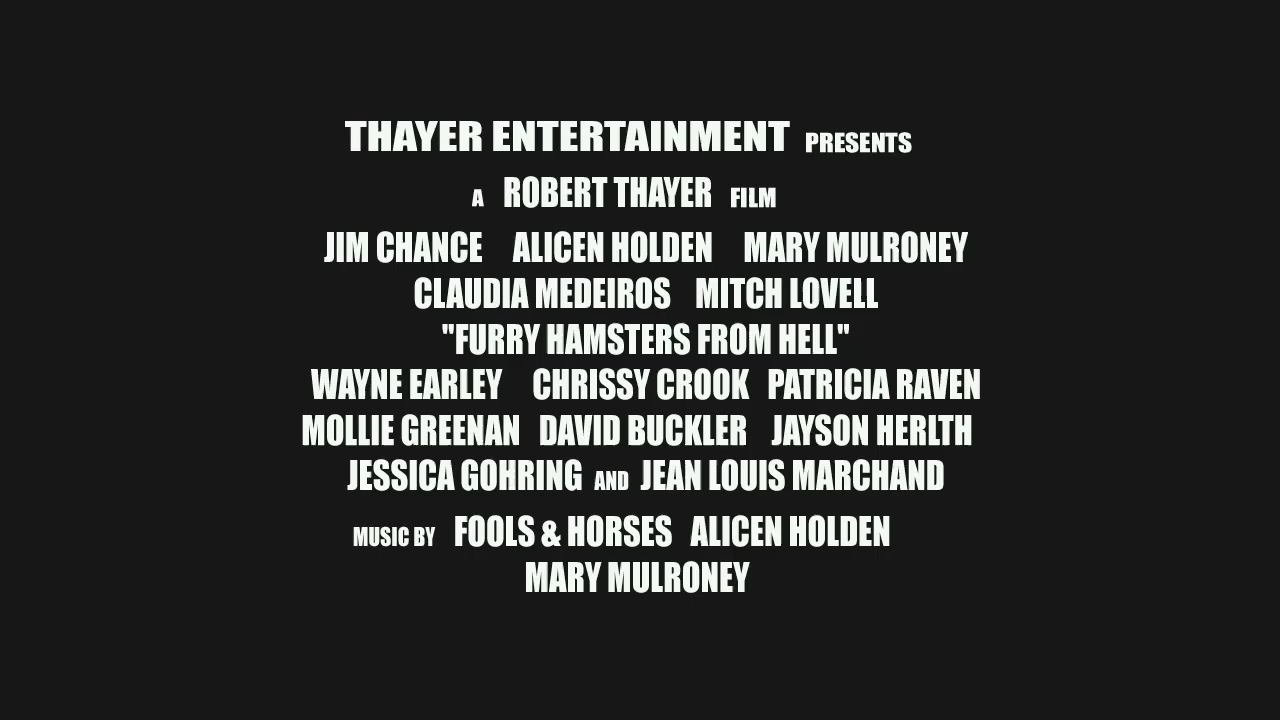 THAYER ENTERTAINMENT PRESENTS
A ROBERT THAYER FILM
JIM CHANCE ALICEN HOLDEN MARY MULRONEY
CLAUDIA MEDEIROS MITCH LOVELL
"FURRY HAMSTERS FROM HELL"
WAYNE EARLEY CHRISSY CROOK PATRICIA RAVEN
MOLLIE GREENAN DAVID BUCKLER JAYSON HERLTH
JESSICA GOHRING AND JEAN LOUIS MARCHAND
MUSIC BY FOOLS & HORSES ALICEN HOLDEN
MARY MULRONEY